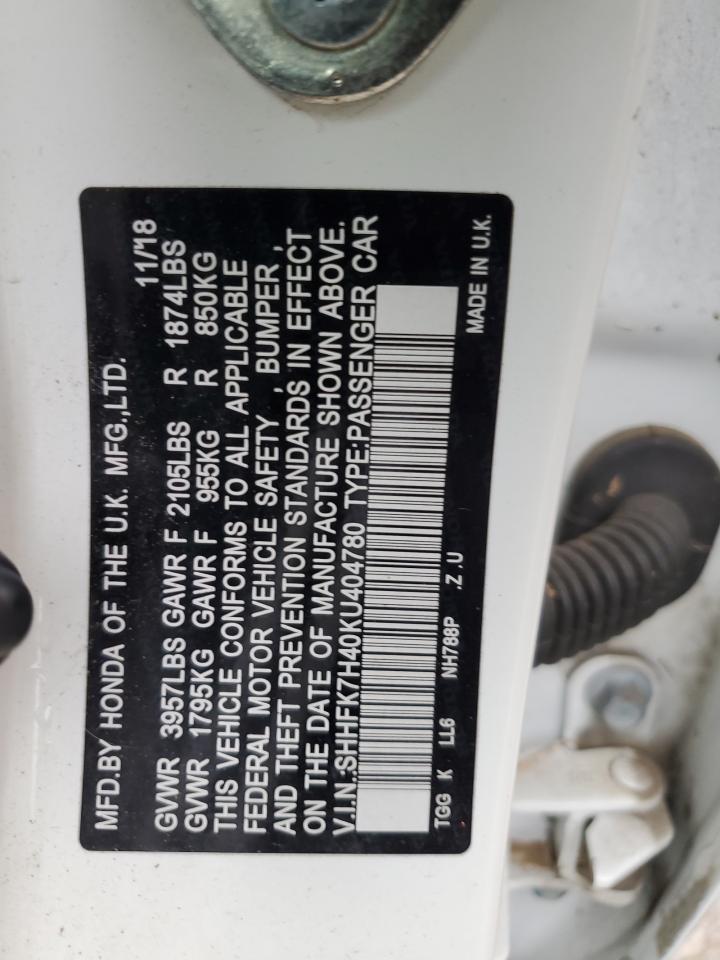 MFD.BY HONDA OF THE U.K. MFG.,LTD. 11/18
GVWR 3957LBS GAWR F 2105LBS R 1874LBS
GVWR 1795KG GAWR F 955KG R 850KG
THIS VEHICLE CONFORMS TO ALL APPLICABLE
FEDERAL MOTOR VEHICLE SAFETY , BUMPER ,
AND THEFT PREVENTION STANDARDS IN EFFECT
ON THE DATE OF MANUFACTURE SHOWN ABOVE.
V.I.N.:SHHFK7H40KU404780 TYPE:PASSENGER CAR
TGG K LL6 NH788P .Z .U
MADE IN U.K.